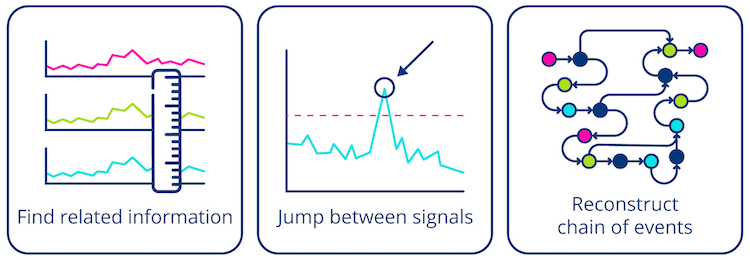 Find related information
Jump between signals
Reconstruct
chain of events